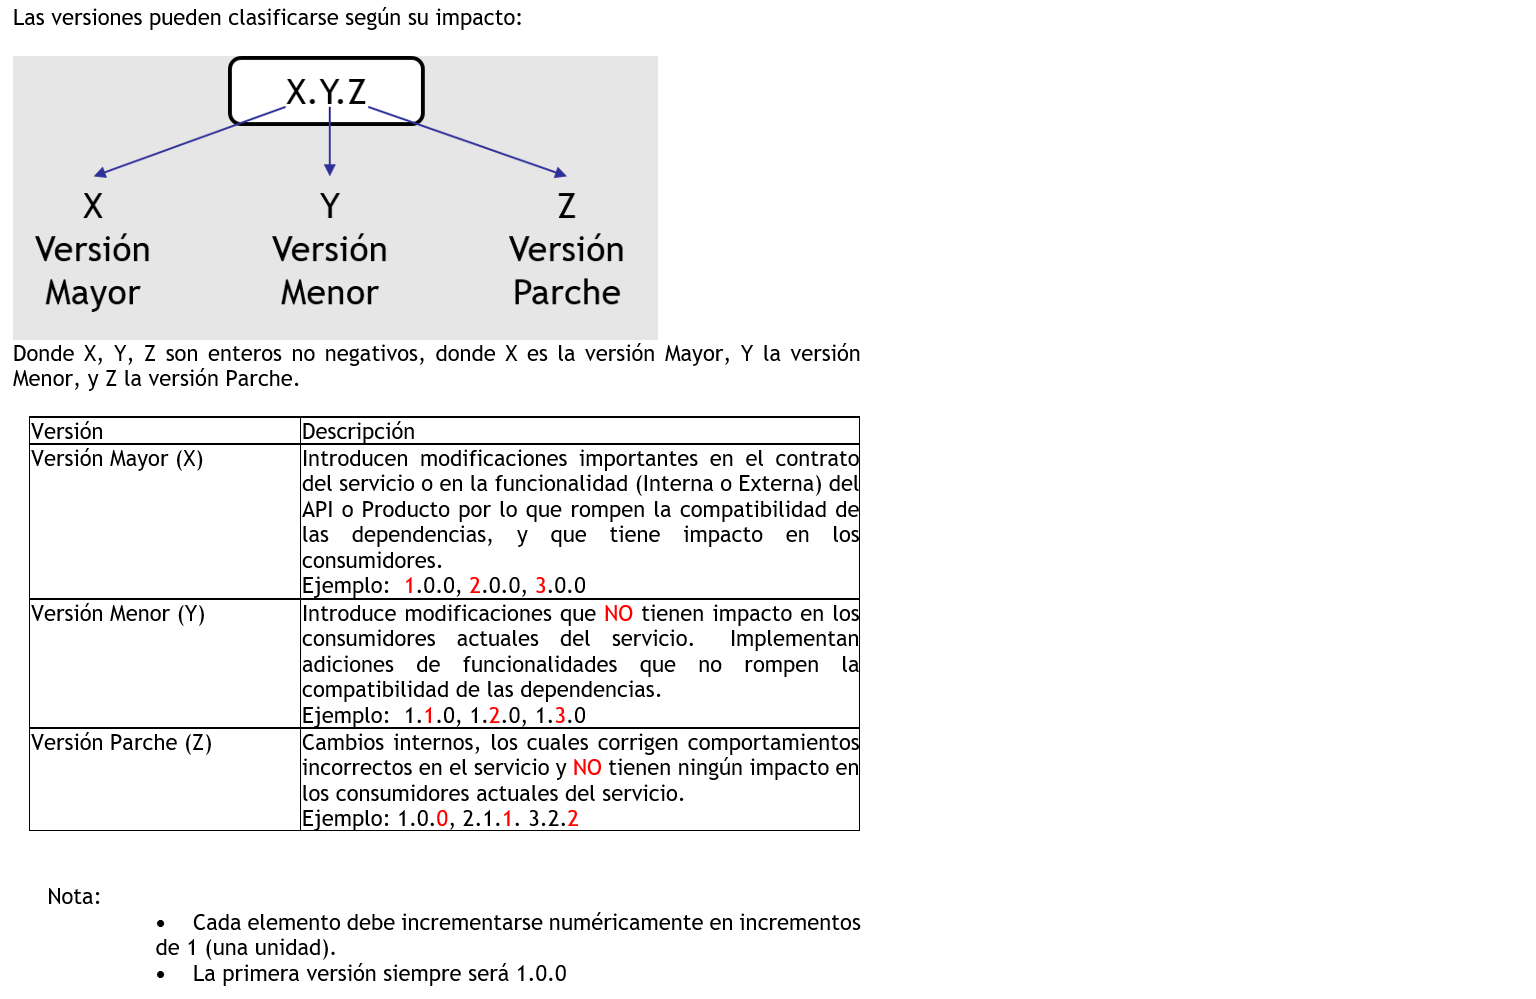 Las versiones pueden clasificarse según su impacto:
X.Y.Z
X
Versión
Mayor
Y
Versión
Menor
Z
Versión
Parche
Donde X, Y, Z son enteros no negativos, donde X es la versión Mayor, Y la versión
Menor, y Z la versión Parche.
Versión
Descripción
Versión Mayor (X)
Introducen modificaciones importantes en el contrato
del servicio o en la funcionalidad (Interna o Externa) del
API o Producto por lo que rompen la compatibilidad de
las dependencias, y que tiene impacto en los
consumidores.
Ejemplo: 1.0.0, 2.0.0, 3.0.0
Versión Menor (Y)
Introduce modificaciones que NO tienen impacto en los
consumidores actuales del servicio. Implementan
adiciones de funcionalidades que no rompen la
compatibilidad de las dependencias.
Ejemplo: 1.1.0, 1.2.0, 1.3.0
Versión Parche (Z)
Cambios internos, los cuales corrigen comportamientos
incorrectos en el servicio y NO tienen ningún impacto en
los consumidores actuales del servicio.
Ejemplo: 1.0.0, 2.1.1. 3.2.2
Nota:
• Cada elemento debe incrementarse numéricamente en incrementos
de 1 (una unidad).
• La primera versión siempre será 1.0.0